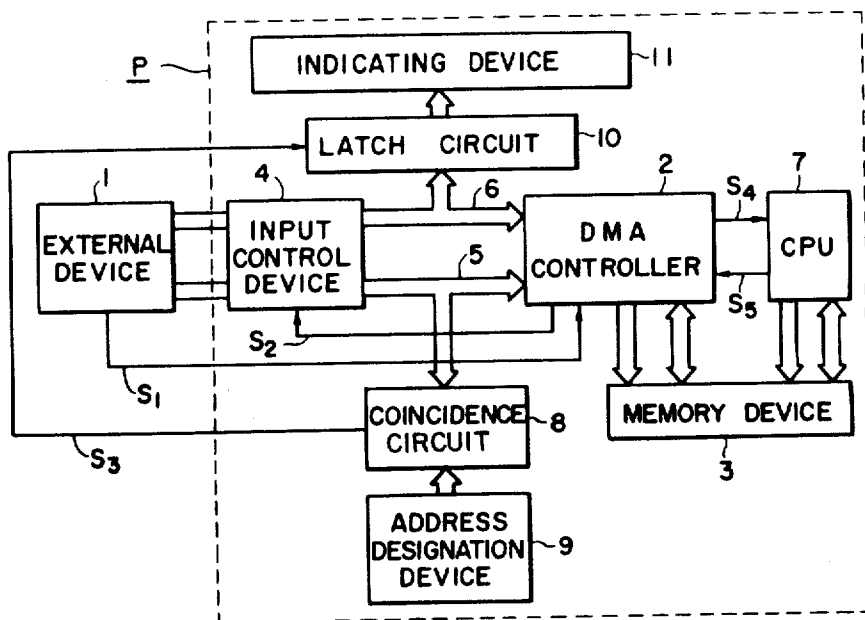 P
INDICATING DEVICE
11
LATCH CIRCUIT
10
1
4
6
2
7
EXTERNAL
DEVICE
INPUT
CONTROL
DEVICE
5
DMA
CONTROLLER
S4
CPU
S5
S2
S1
COINCIDENCE
CIRCUIT
8
MEMORY DEVICE
3
S3
ADDRESS
DESIGNATION
DEVICE
9